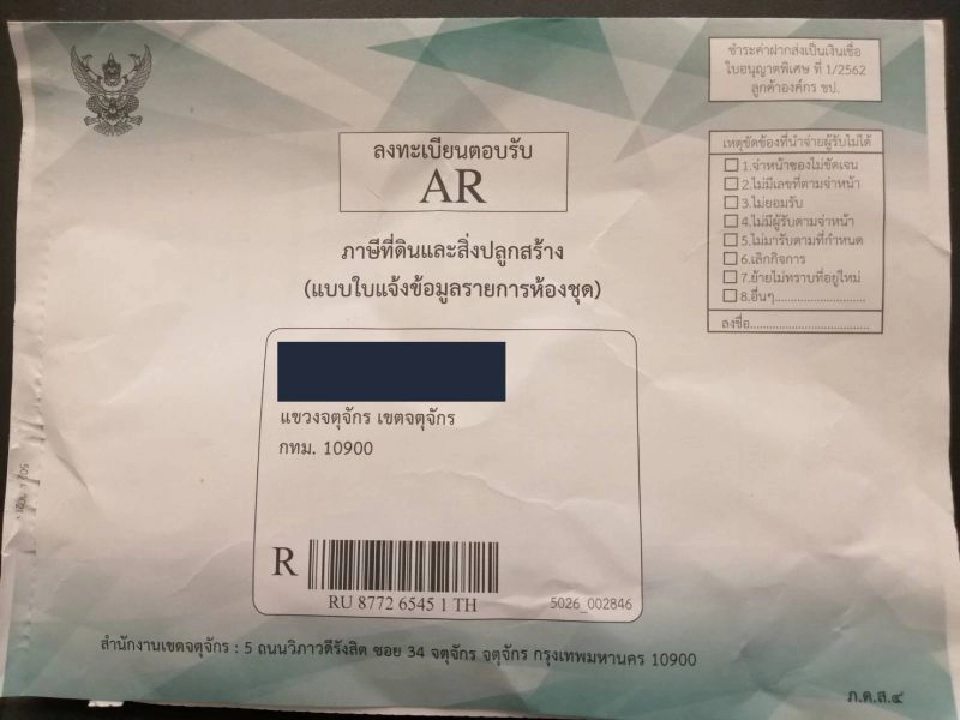 ชำระค่าฝากส่งเป็นเงินเชื่อ
ใบอนุญาตพิเศษ ที่ 1/2562
ลูกค้าองค์กร ชป.
ลงทะเบียนตอบรับ
AR
เหตุขัดข้องที่นำจ่ายผู้รับไม่ได้
1.จ่าหน้าซองไม่ชัดเจน
2.ไม่มีเลขที่ตามจ่าหน้า
3.ไม่ยอมรับ
4.ไม่มีผู้รับตามจ่าหน้า
5.ไม่มารับตามที่กำหนด
6.เลิกกิจการ
7.ย้ายไม่ทราบที่อยู่ใหม่
8.อื่นๆ............................
ลงชื่อ....................................
ภาษีที่ดินและสิ่งปลูกสร้าง
(แบบใบแจ้งข้อมูลรายการห้องชุด)
แขวงจตุจักร เขตจตุจักร
กทม. 10900
R
RU 8772 6545 1 TH
5026_002846
สำนักงานเขตจตุจักร : 5 ถนนวิภาวดีรังสิต ซอย 34 จตุจักร จตุจักร กรุงเทพมหานคร 10900
ภ.ด.ส.๔